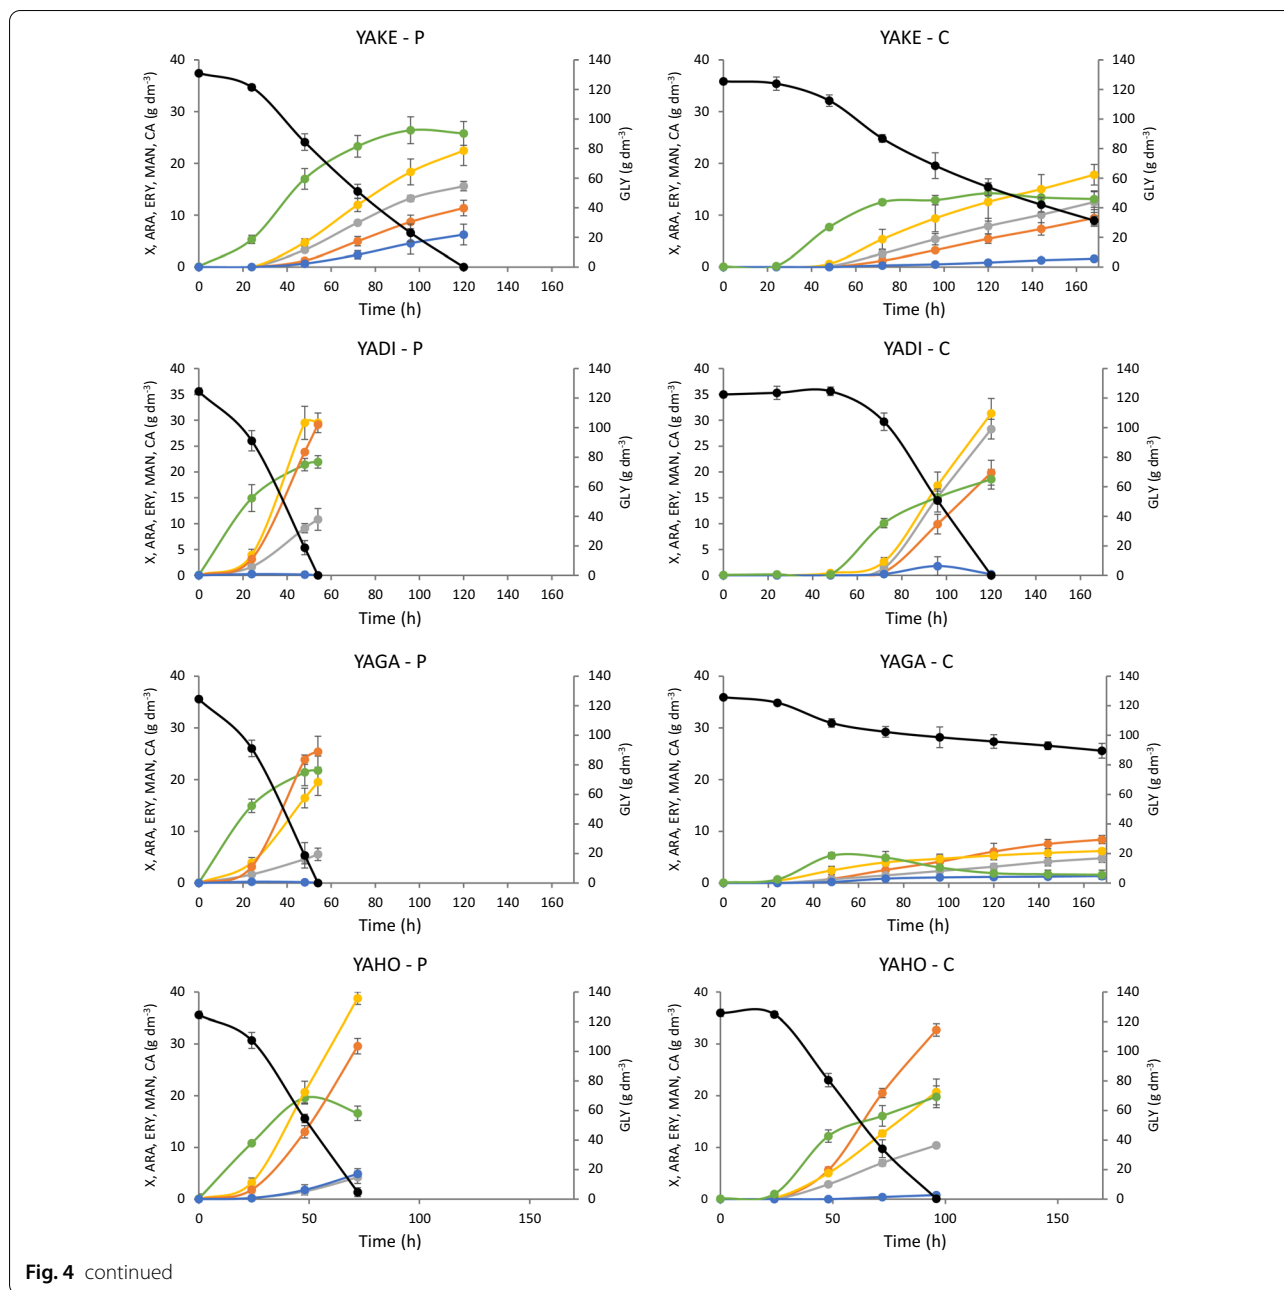 YAKE - P
40
30
20
10
0
X, ARA, ERY, MAN, CA (g dm⁻³)
140
120
100
80
60
40
20
0
GLY (g dm⁻³)
0 20 40 60 80 100 120 140 160
Time (h)
YAKE - C
40
30
20
10
0
X, ARA, ERY, MAN, CA (g dm⁻³)
140
120
100
80
60
40
20
0
GLY (g dm⁻³)
0 20 40 60 80 100 120 140 160
Time (h)
YADI - P
40
35
30
25
20
15
10
5
0
X, ARA, ERY, MAN, CA (g dm⁻³)
140
120
100
80
60
40
20
0
GLY (g dm⁻³)
0 20 40 60 80 100 120 140 160
Time (h)
YADI - C
40
35
30
25
20
15
10
5
0
X, ARA, ERY, MAN, CA (g dm⁻³)
140
120
100
80
60
40
20
0
GLY (g dm⁻³)
0 20 40 60 80 100 120 140 160
Time (h)
YAGA - P
40
30
20
10
0
X, ARA, ERY, MAN, CA (g dm⁻³)
140
120
100
80
60
40
20
0
GLY (g dm⁻³)
0 20 40 60 80 100 120 140 160
Time (h)
YAGA - C
40
30
20
10
0
X, ARA, ERY, MAN, CA (g dm⁻³)
140
120
100
80
60
40
20
0
GLY (g dm⁻³)
0 20 40 60 80 100 120 140 160
Time (h)
YAHO - P
40
30
20
10
0
X, ARA, ERY, MAN, CA (g dm⁻³)
140
120
100
80
60
40
20
0
GLY (g dm⁻³)
0 50 100 150
Time (h)
YAHO - C
40
30
20
10
0
X, ARA, ERY, MAN, CA (g dm⁻³)
140
120
100
80
60
40
20
0
GLY (g dm⁻³)
0 50 100 150
Time (h)
Fig. 4 continued